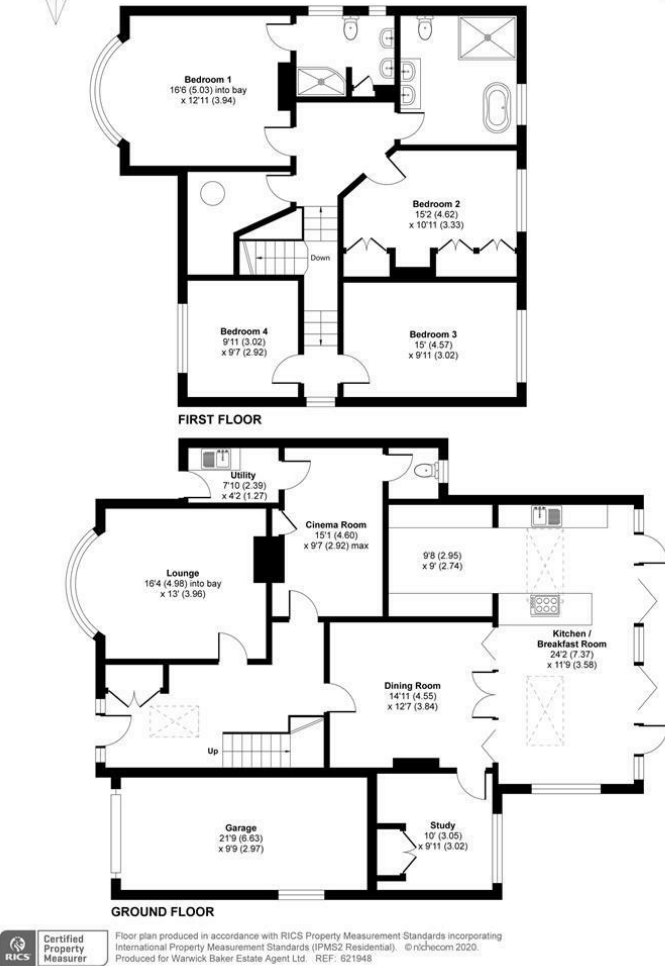 Bedroom 1
16'6 (5.03) into bay
x 12'11 (3.94)
Bedroom 2
15'2 (4.62)
x 10'11 (3.33)
Down
Bedroom 4
9'11 (3.02)
x 9'7 (2.92)
Bedroom 3
15' (4.57)
x 9'11 (3.02)
FIRST FLOOR
Utility
7'10 (2.39)
x 4'2 (1.27)
Cinema Room
15'1 (4.60)
x 9'7 (2.92) max
9'8 (2.95)
x 9' (2.74)
Lounge
16'4 (4.98) into bay
x 13' (3.96)
Kitchen /
Breakfast Room
24'2 (7.37)
x 11'9 (3.58)
Dining Room
14'11 (4.55)
x 12'7 (3.84)
Up
Garage
21'9 (6.63)
x 9'9 (2.97)
Study
10' (3.05)
x 9'11 (3.02)
GROUND FLOOR
RICS
Certified
Property
Measurer
Floor plan produced in accordance with RICS Property Measurement Standards incorporating
International Property Measurement Standards (IPMS2 Residential). © nichecom 2020.
Produced for Warwick Baker Estate Agent Ltd. REF: 621948